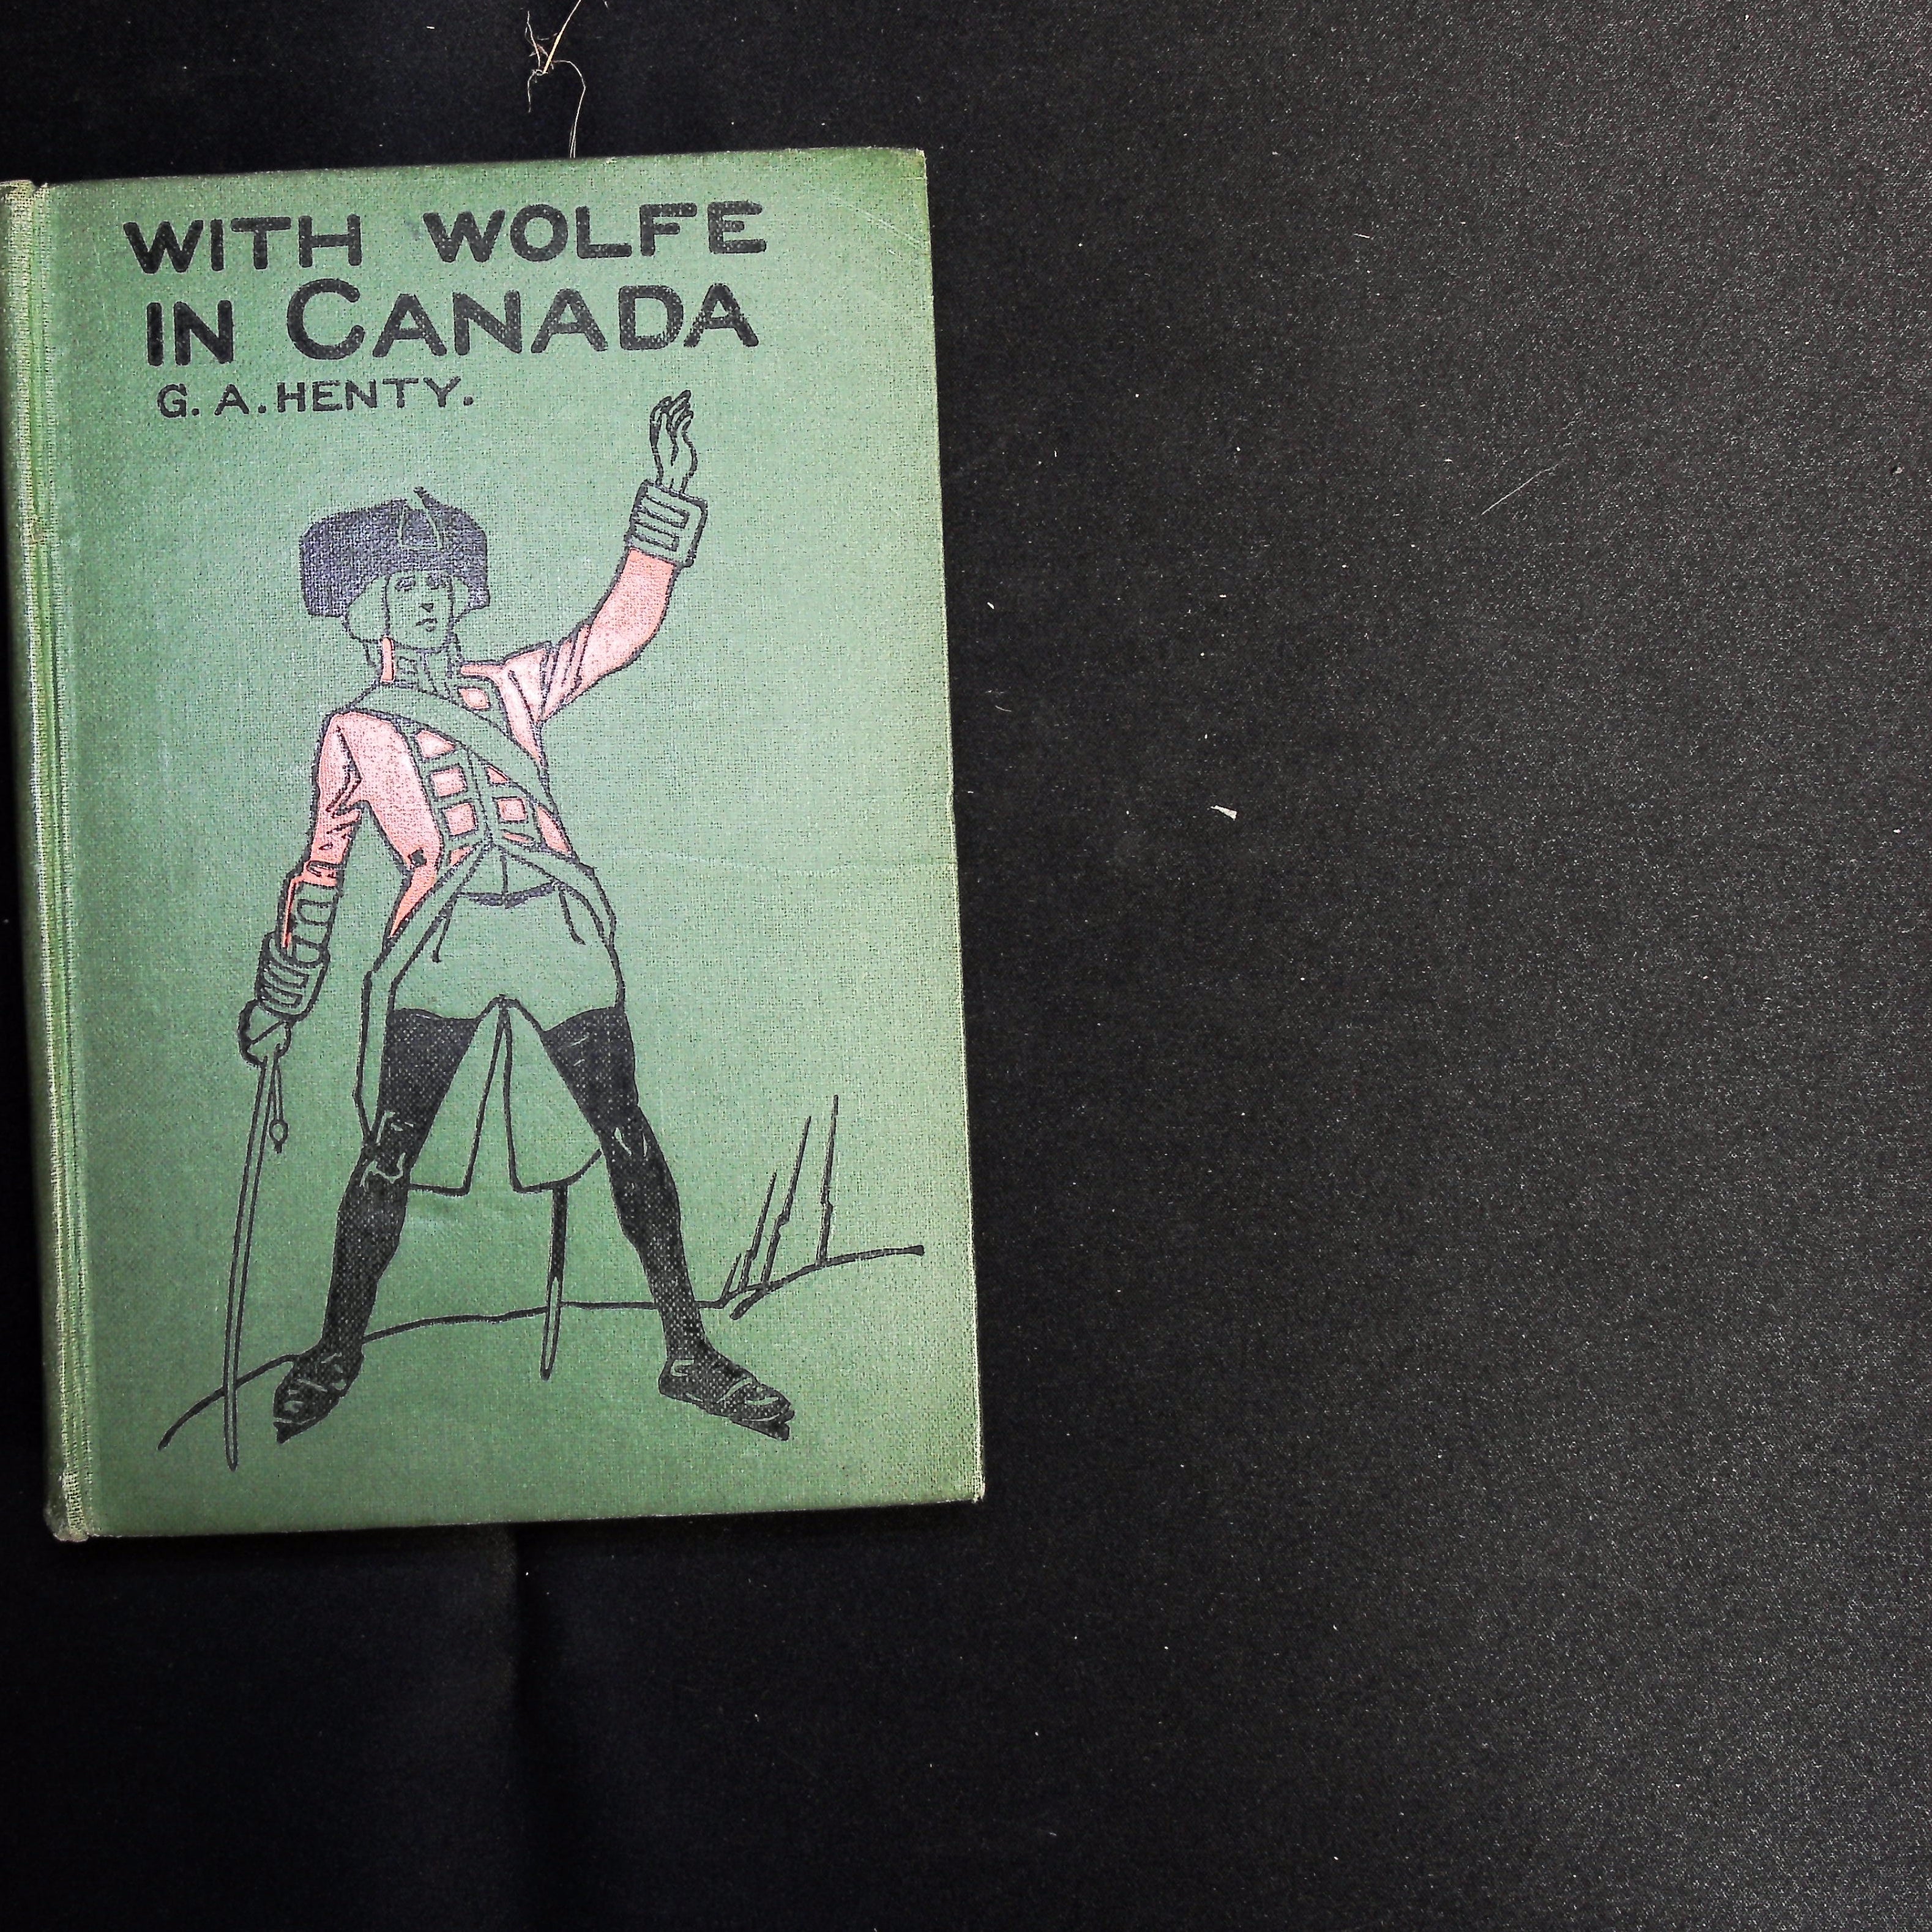 WITH WOLFE
IN CANADA
G. A. HENTY.